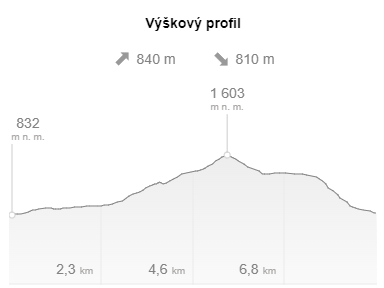 Výškový profil
840 m 810 m
1 603
m n. m.
832
m n. m.
2,3 km 4,6 km 6,8 km